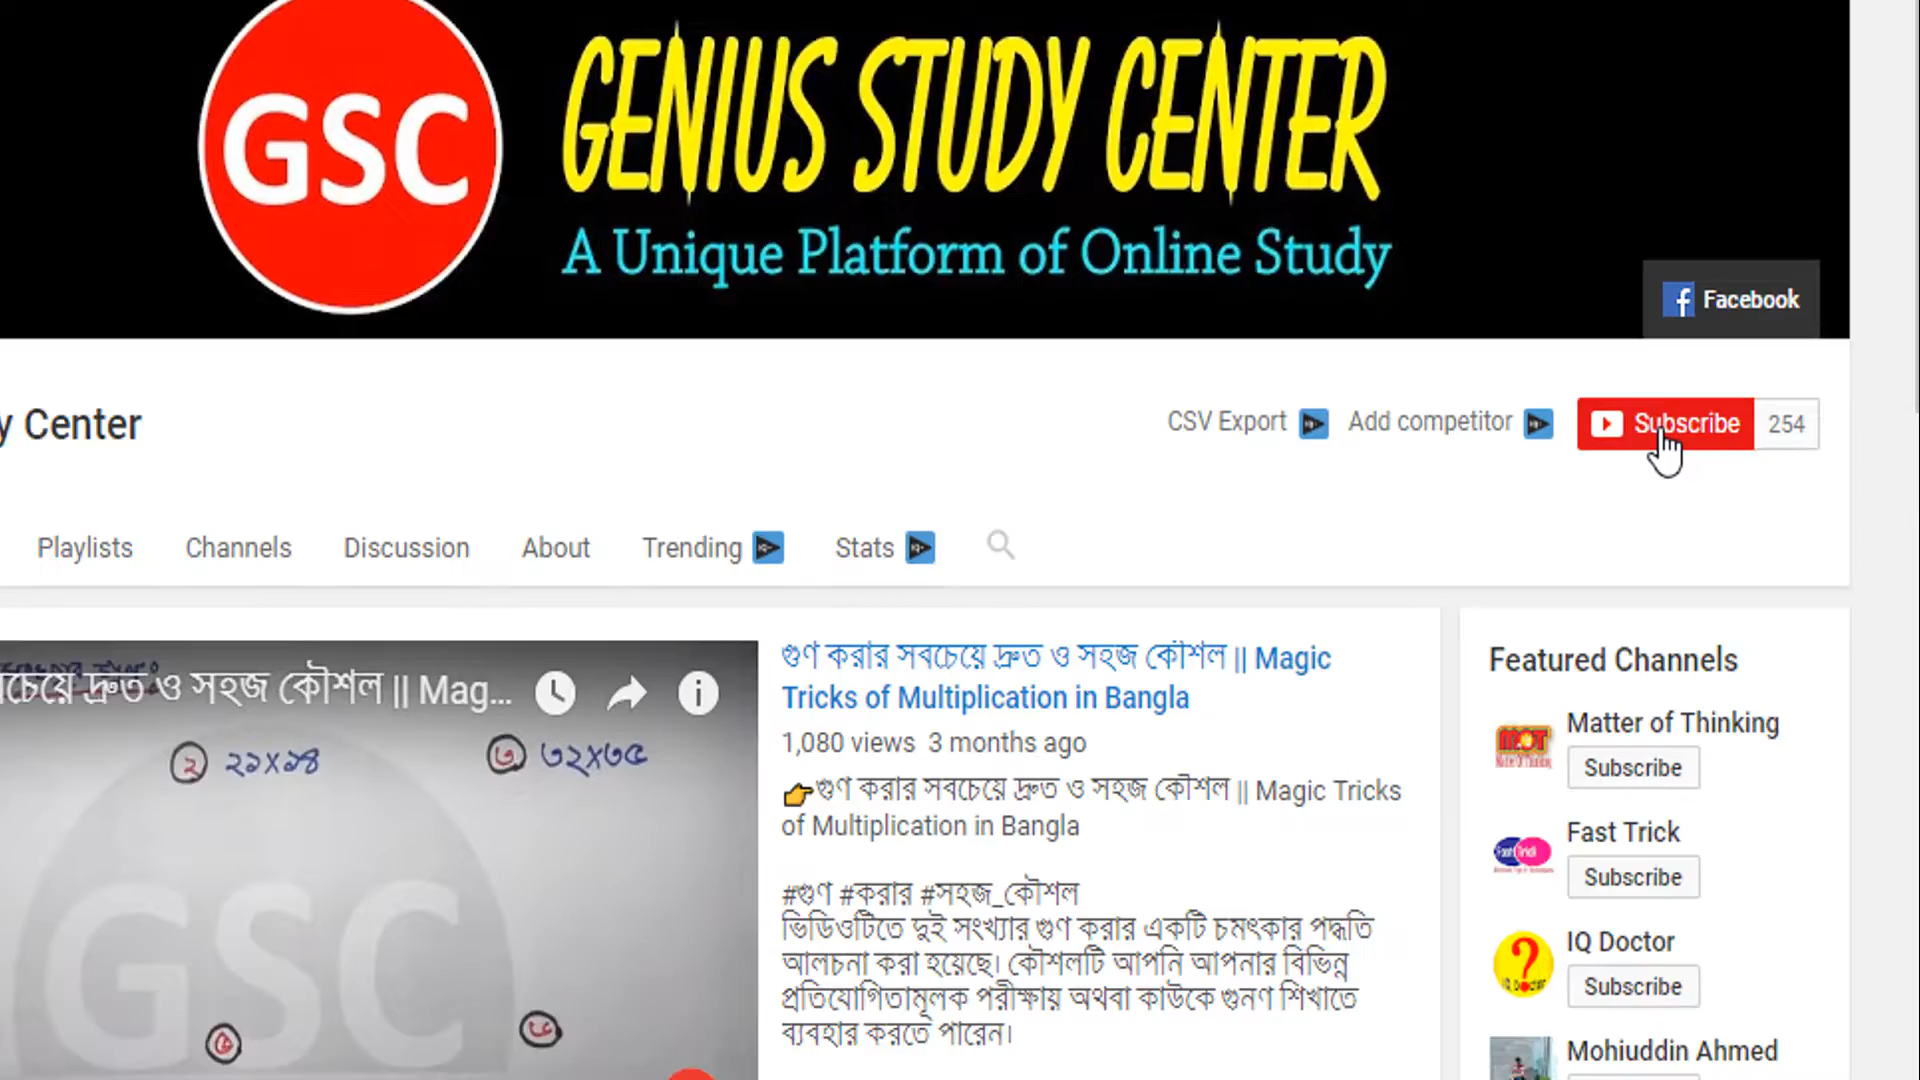 GSC
GENIUS STUDY CENTER
A Unique Platform of Online Study
Facebook
y Center
CSV Export
Add competitor
Subscribe 254
Playlists
Channels
Discussion
About
Trending
Stats
চেয়ে দ্রুত ও সহজ কৌশল || Mag...
২ ২১x১৪
৩ ৩২x৩৫
GSC
গুণ করার সবচেয়ে দ্রুত ও সহজ কৌশল || Magic
Tricks of Multiplication in Bangla
1,080 views 3 months ago
গুণ করার সবচেয়ে দ্রুত ও সহজ কৌশল || Magic Tricks
of Multiplication in Bangla
#গুণ #করার #সহজ_কৌশল
ভিডিওটিতে দুই সংখ্যার গুণ করার একটি চমৎকার পদ্ধতি
আলচনা করা হয়েছে। কৌশলটি আপনি আপনার বিভিন্ন
প্রতিযোগিতামূলক পরীক্ষায় অথবা কাউকে গুনণ শিখাতে
ব্যবহার করতে পারেন।
Featured Channels
MOT
Matter of Thinking
Subscribe
Fast Trick
Subscribe
IQ Doctor
Subscribe
Mohiuddin Ahmed